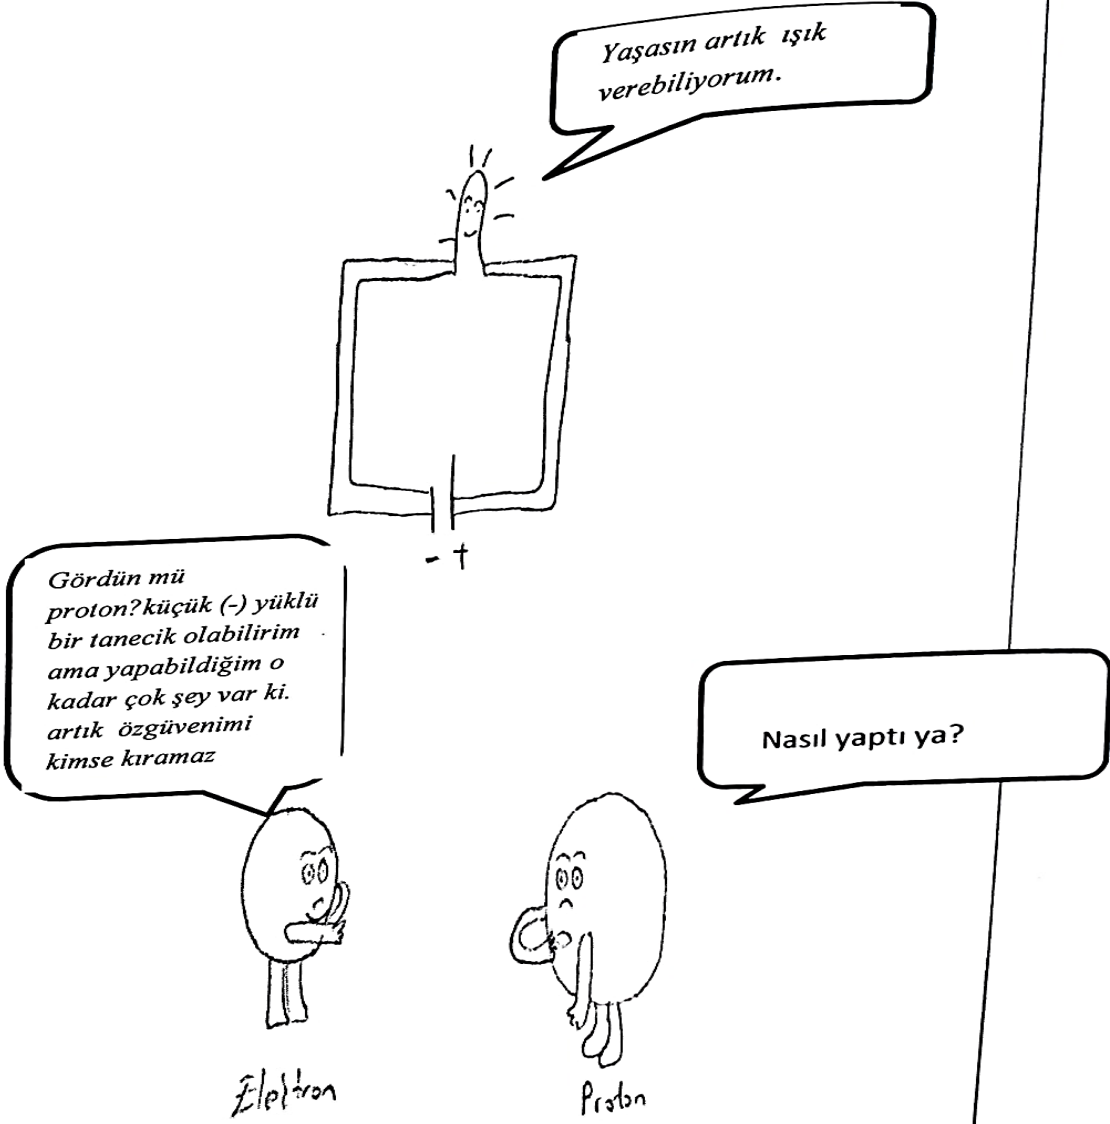 Yaşasın artık ışık
verebiliyorum.
- +
Gördün mü
proton?küçük (-) yüklü
bir tanecik olabilirim
ama yapabildiğim o
kadar çok şey var ki.
artık özgüvenimi
kimse kıramaz
Nasıl yaptı ya?
Elektron
Proton